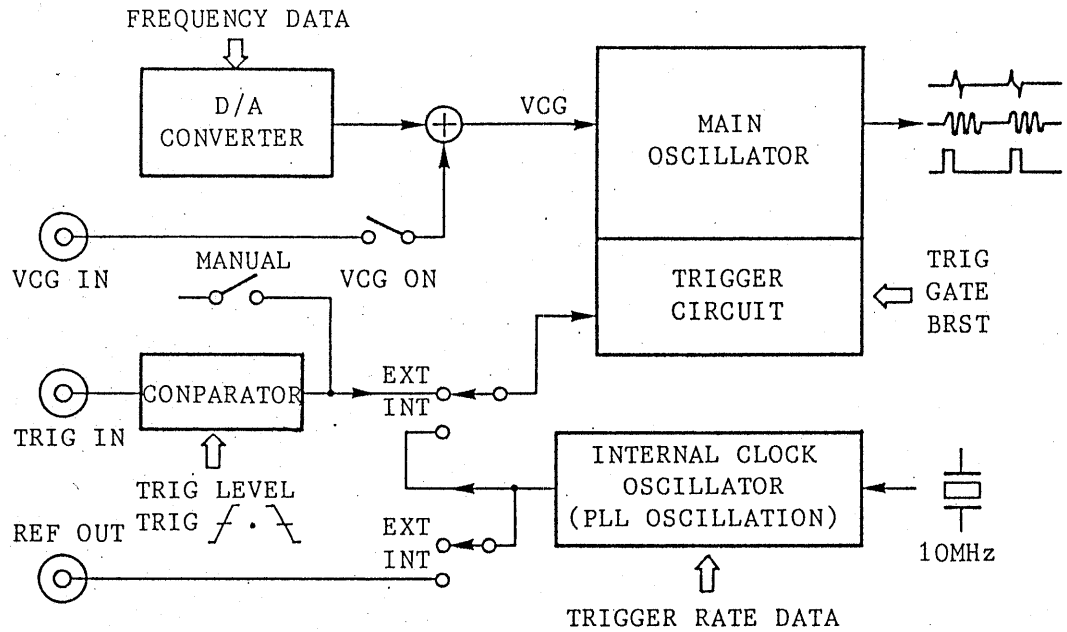 FREQUENCY DATA
D/A
CONVERTER
VCG
MAIN
OSCILLATOR
VCG IN
MANUAL
VCG ON
TRIGGER
CIRCUIT
TRIG
GATE
BRST
CONPARATOR
EXT
INT
TRIG IN
TRIG LEVEL
TRIG
INTERNAL CLOCK
OSCILLATOR
(PLL OSCILLATION)
REF OUT
EXT
INT
10MHz
TRIGGER RATE DATA